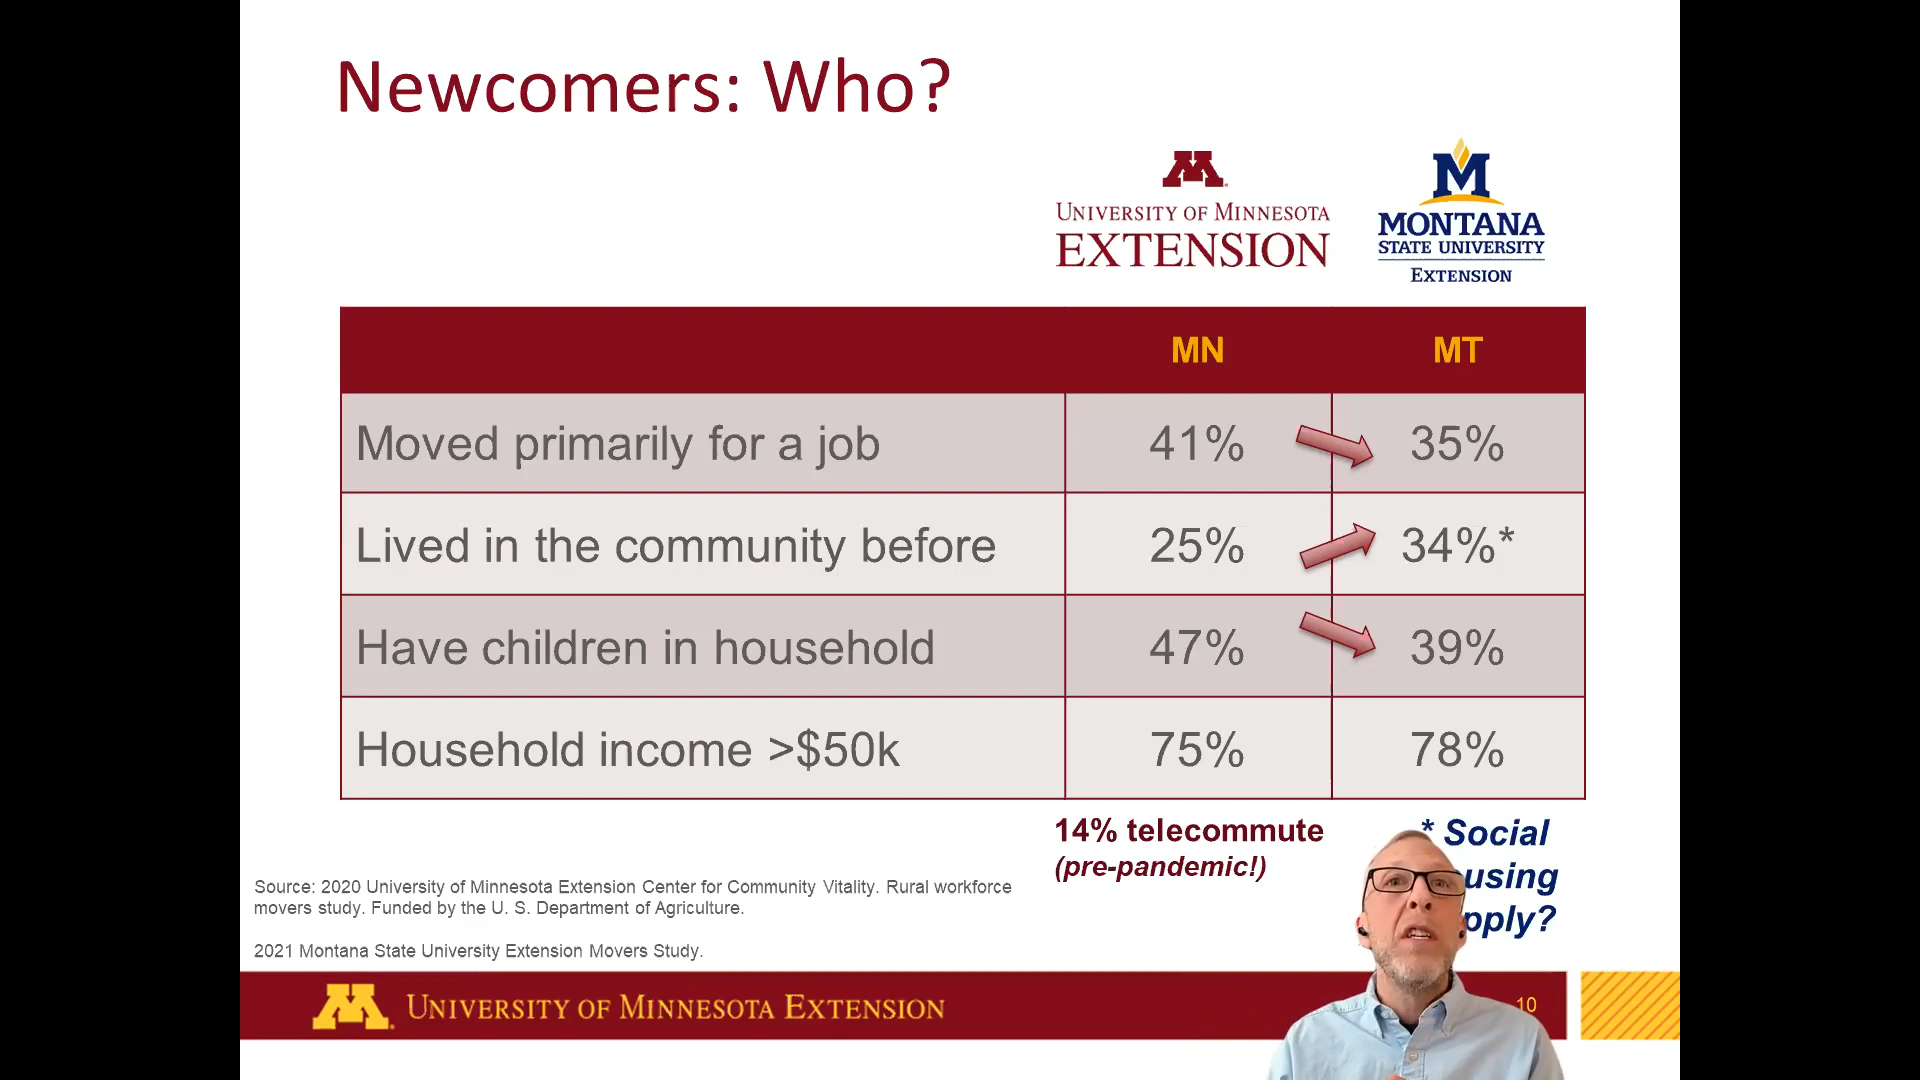 Newcomers: Who?
M
UNIVERSITY OF MINNESOTA
EXTENSION
M
MONTANA
STATE UNIVERSITY
EXTENSION
MN MT
Moved primarily for a job 41% 35%
Lived in the community before 25% 34%*
Have children in household 47% 39%
Household income >$50k 75% 78%
14% telecommute
(pre-pandemic!)
* Social
using
pply?
Source: 2020 University of Minnesota Extension Center for Community Vitality. Rural workforce
movers study. Funded by the U. S. Department of Agriculture.
2021 Montana State University Extension Movers Study.
M UNIVERSITY OF MINNESOTA EXTENSION
10